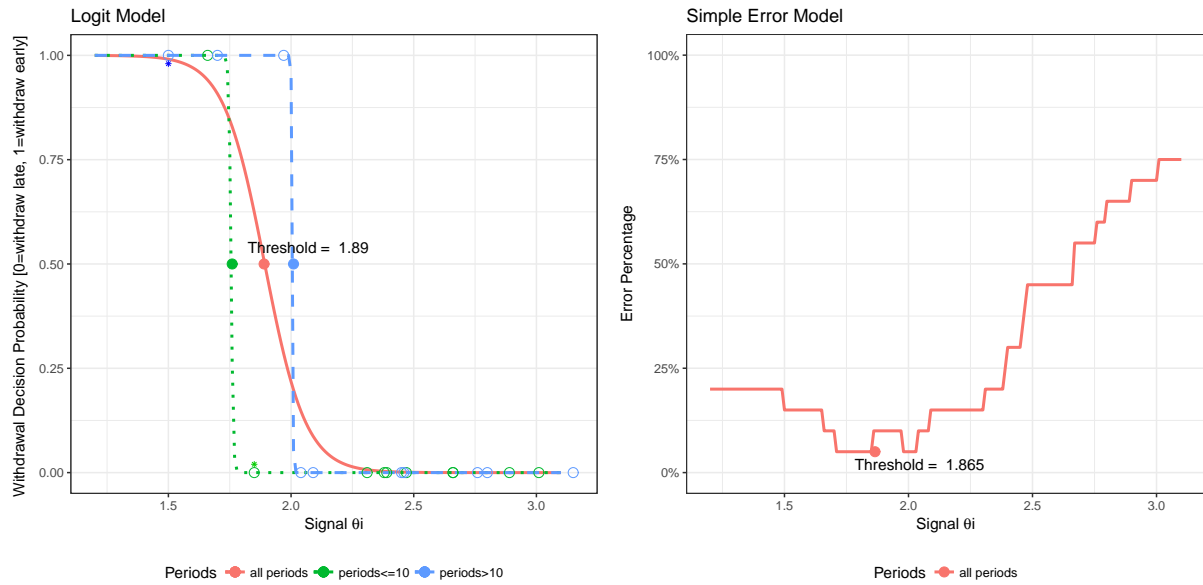 Logit Model
Withdrawal Decision Probability [0=withdraw late, 1=withdraw early]
1.00
0.75
0.50
0.25
0.00
Threshold = 1.89
1.5
2.0
2.5
3.0
Signal θi
Periods all periods periods<=10 periods>10
Simple Error Model
Error Percentage
100%
75%
50%
25%
0%
Threshold = 1.865
1.5
2.0
2.5
3.0
Signal θi
Periods all periods